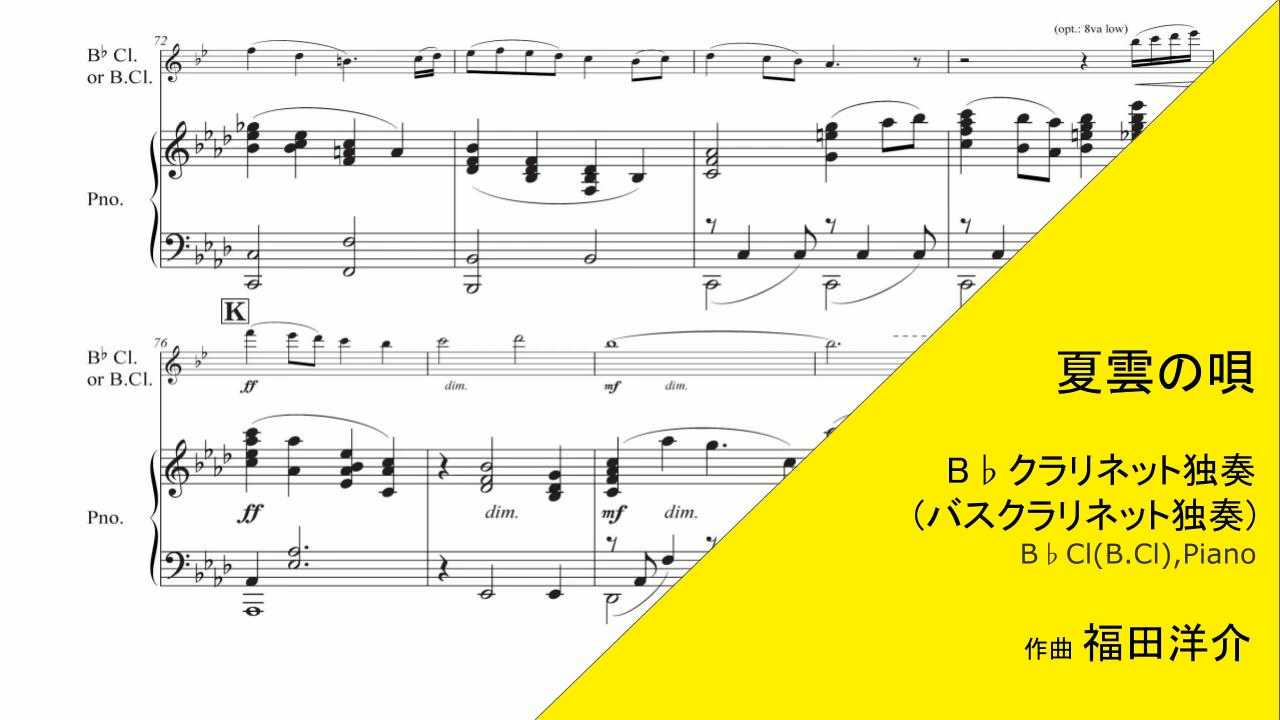 72
B♭ Cl.
or B.Cl.
(opt.: 8va low)
Pno.
K
76
B♭ Cl.
or B.Cl.
ff
dim.
mf
dim.
Pno.
ff
dim.
mf
dim.
夏雲の唄
B♭クラリネット独奏
(バスクラリネット独奏)
B♭Cl(B.Cl),Piano
作曲 福田洋介